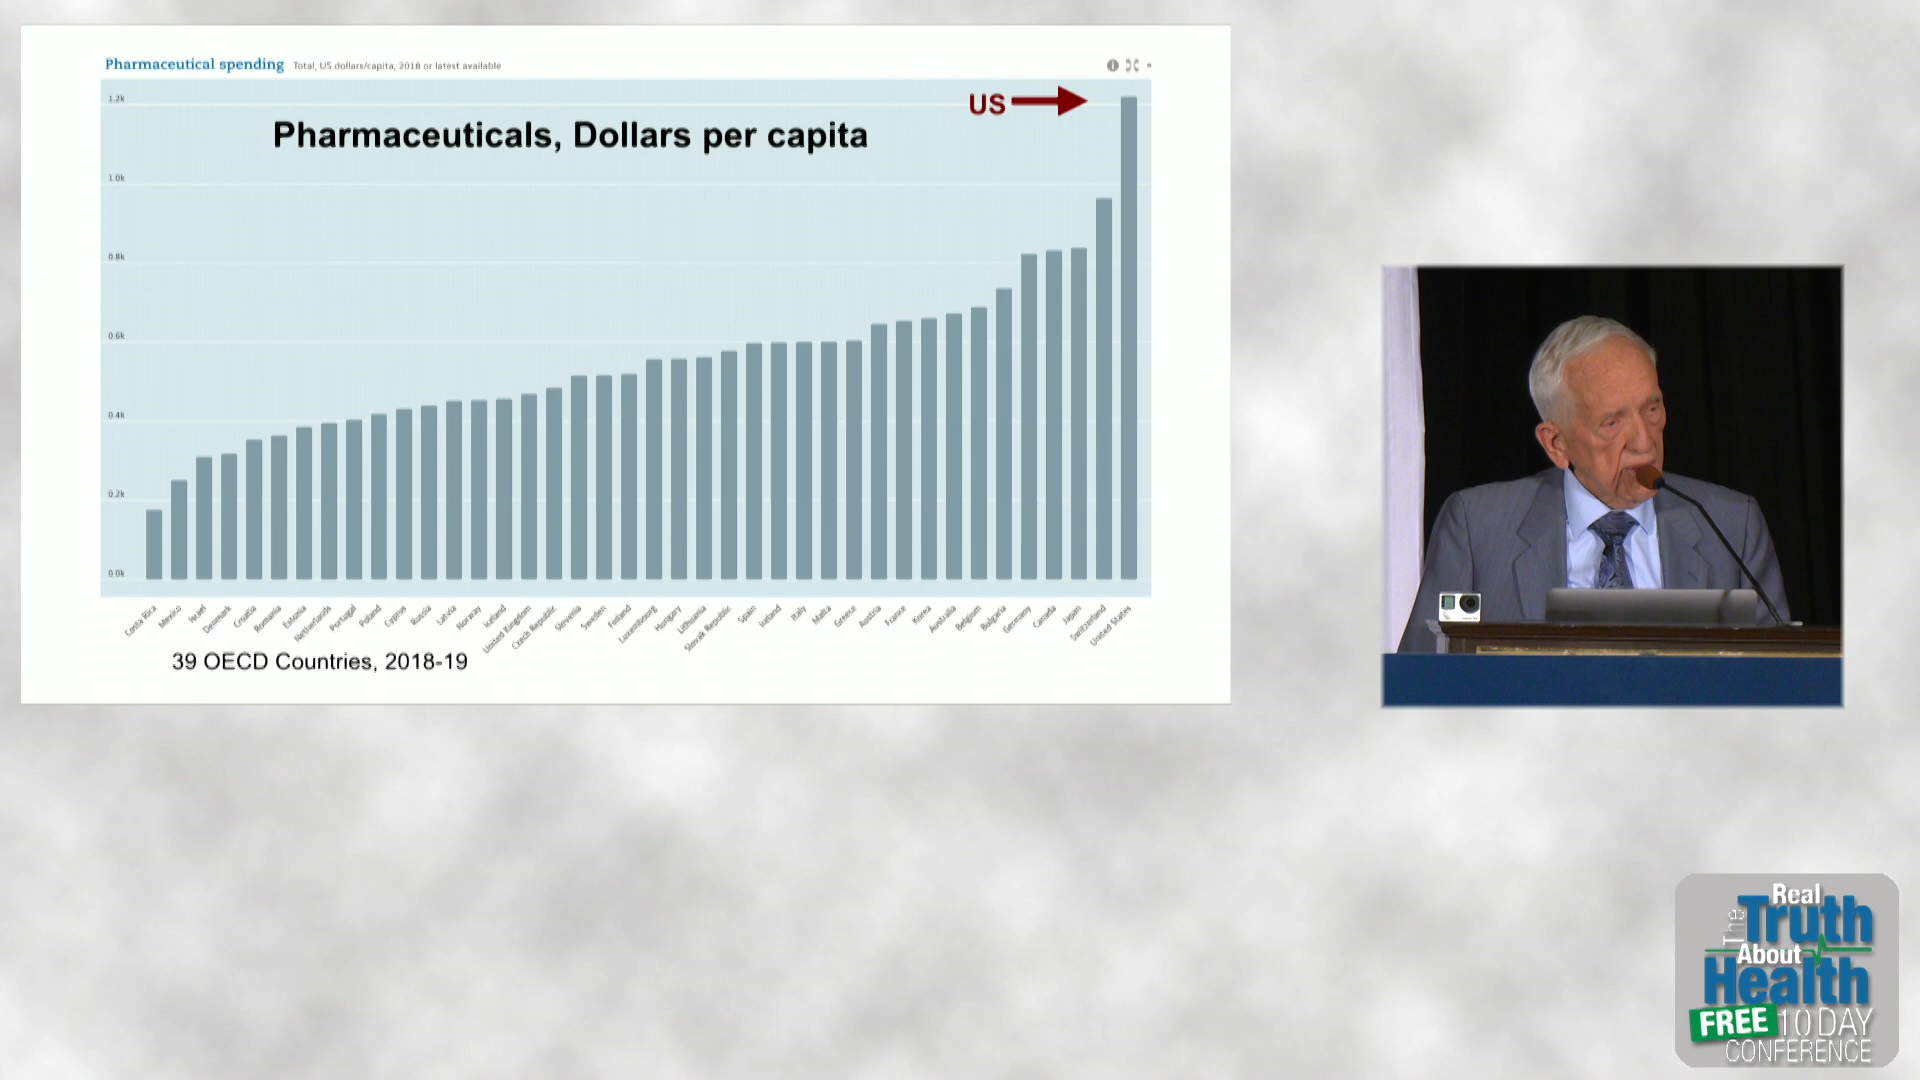 Pharmaceutical spending Total, US dollars/capita, 2018 or latest available
1.2k
US
Pharmaceuticals, Dollars per capita
1.0k
0.8k
0.6k
0.4k
0.2k
0.0k
Costa Rica
Mexico
Israel
Denmark
Croatia
Romania
Estonia
Netherlands
Portugal
Poland
Cyprus
Russia
Latvia
Norway
Iceland
United Kingdom
Czech Republic
Slovenia
Sweden
Finland
Luxembourg
Hungary
Lithuania
Slovak Republic
Spain
Italy
Malta
Greece
Austria
France
Korea
Australia
Belgium
Bulgaria
Germany
Canada
Japan
Switzerland
United States
39 OECD Countries, 2018-19
The Real
Truth
About
Health
FREE 10 DAY
CONFERENCE